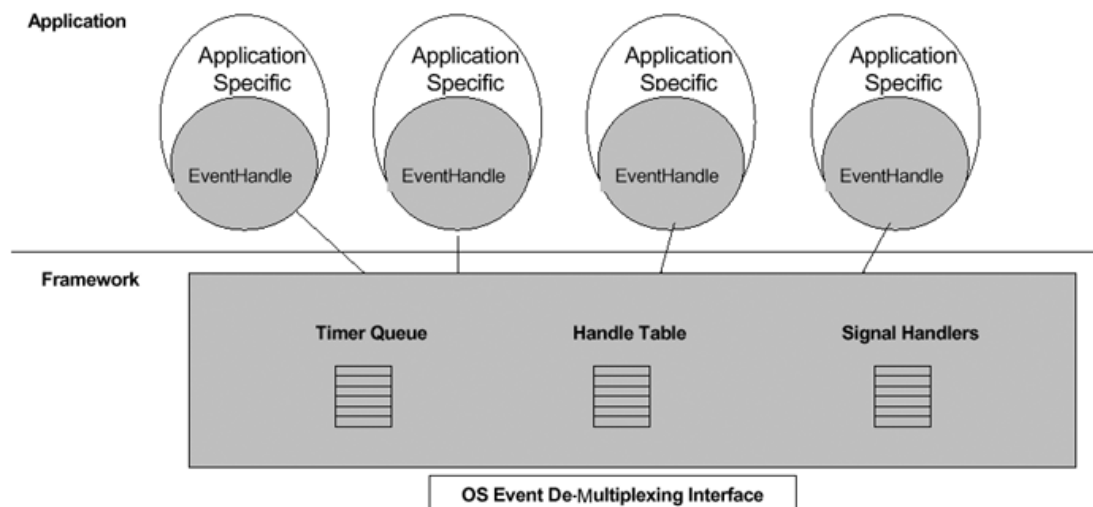 Application
Application
Specific
Application
Specific
Application
Specific
Application
Specific
EventHandle
EventHandle
EventHandle
EventHandle
Framework
Timer Queue
Handle Table
Signal Handlers
OS Event De-Multiplexing Interface